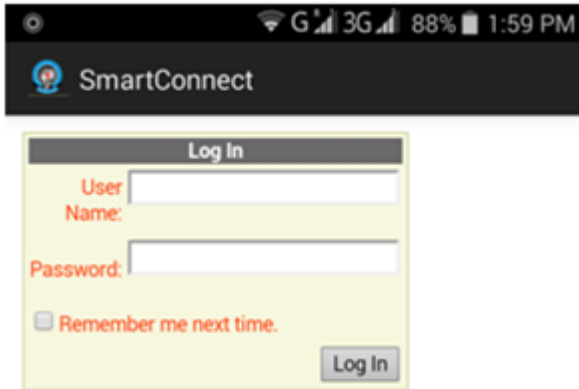 G 3G 88% 1:59 PM
SmartConnect
Log In
User
Name:
Password:
Remember me next time.
Log In